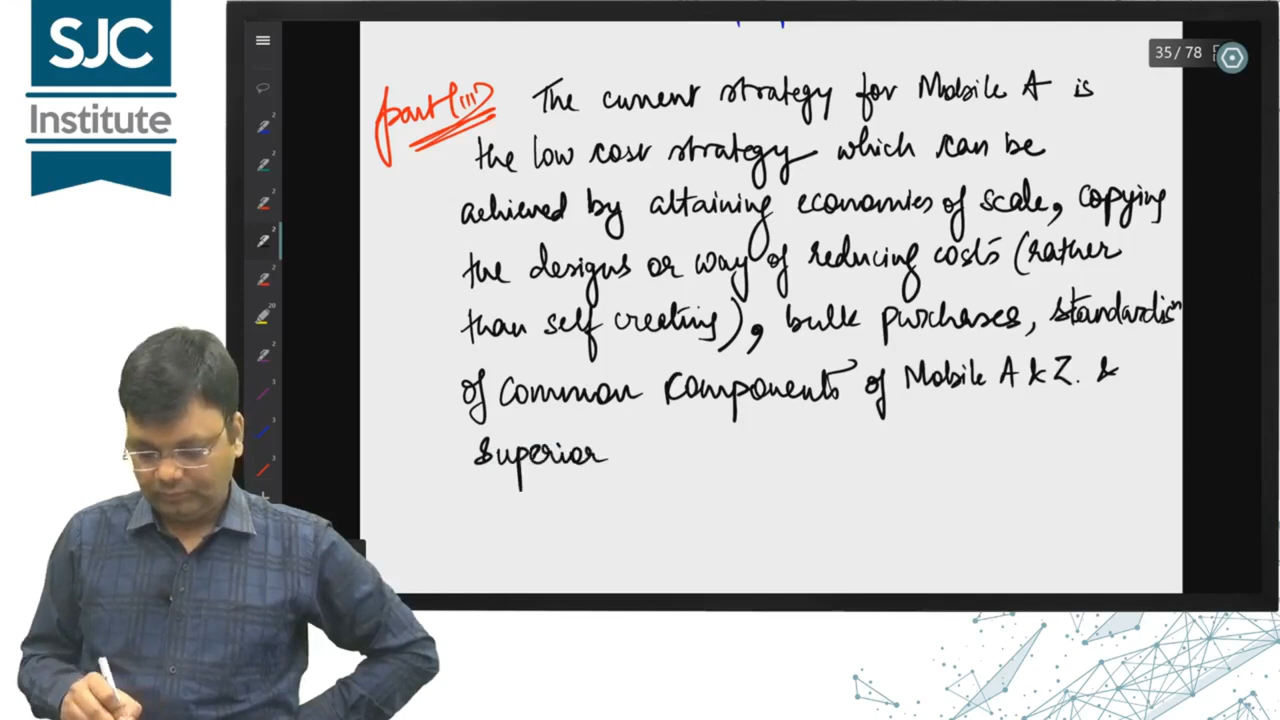 SJC
Institute
35 / 78
part (iii) The current strategy for Mobile A is
the low cost strategy which can be
achieved by attaining economies of scale, copying
the designs or way of reducing costs (rather
than self creating), bulk purchases, standardisn
of common components of Mobile A & Z. &
superior